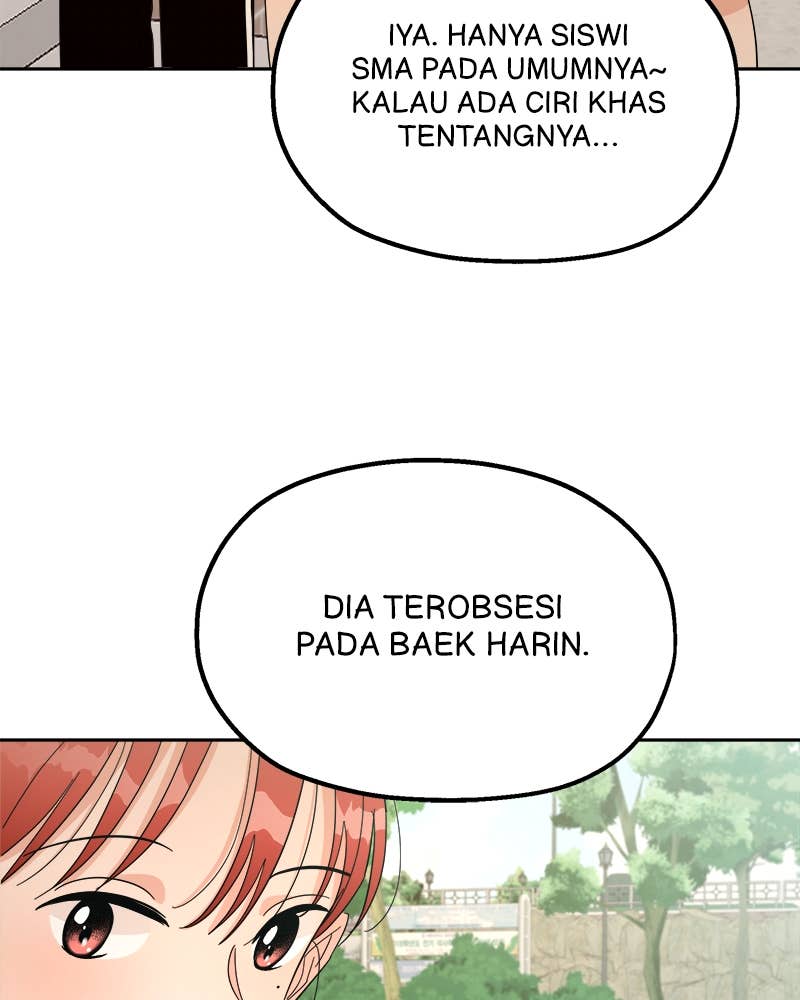 IYA. HANYA SISWI
SMA PADA UMUMNYA~
KALAU ADA CIRI KHAS
TENTANGNYA...
DIA TEROBSESI
PADA BAEK HARIN.